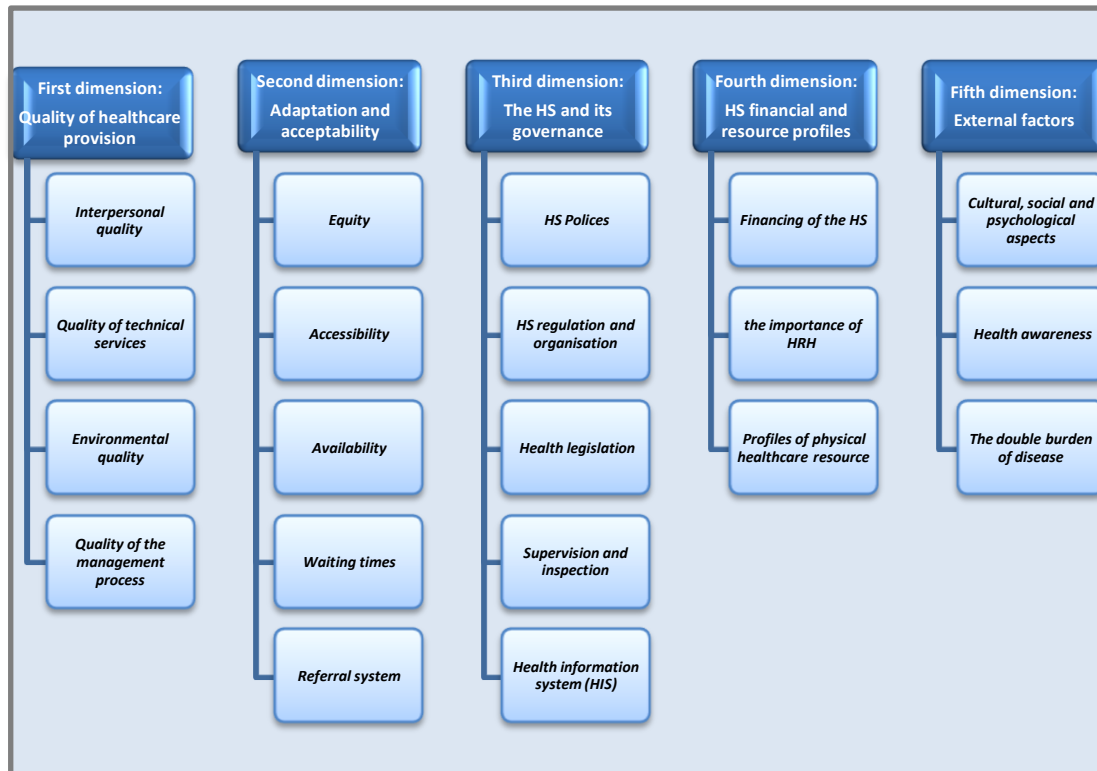 First dimension:
Quality of healthcare
provision
Interpersonal
quality
Quality of technical
services
Environmental
quality
Quality of the
management
process
Second dimension:
Adaptation and
acceptability
Equity
Accessibility
Availability
Waiting times
Referral system
Third dimension:
The HS and its
governance
HS Polices
HS regulation and
organisation
Health legislation
Supervision and
inspection
Health information
system (HIS)
Fourth dimension:
HS financial and
resource profiles
Financing of the HS
the importance of
HRH
Profiles of physical
healthcare resource
Fifth dimension:
External factors
Cultural, social and
psychological
aspects
Health awareness
The double burden
of disease